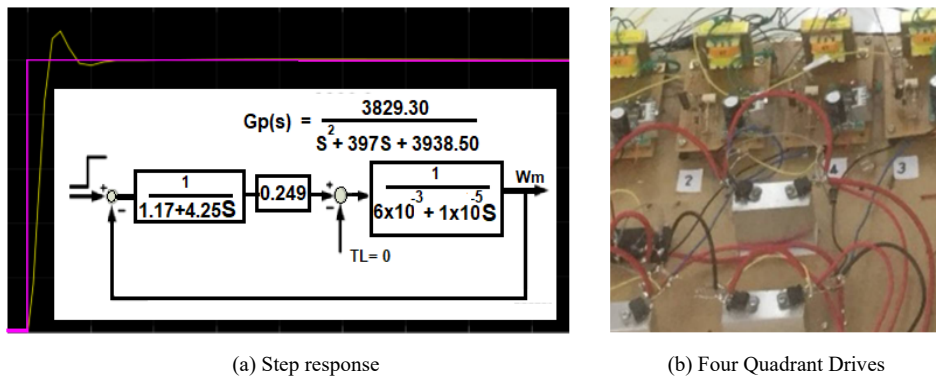 Gp(s) = 3829.30
S² + 397S + 3938.50
1
1.17+4.25S
0.249
1
6x10⁻³ + 1x10⁻⁵S
Wm
+
−
+
−
TL= 0
2
4
3
(a) Step response
(b) Four Quadrant Drives